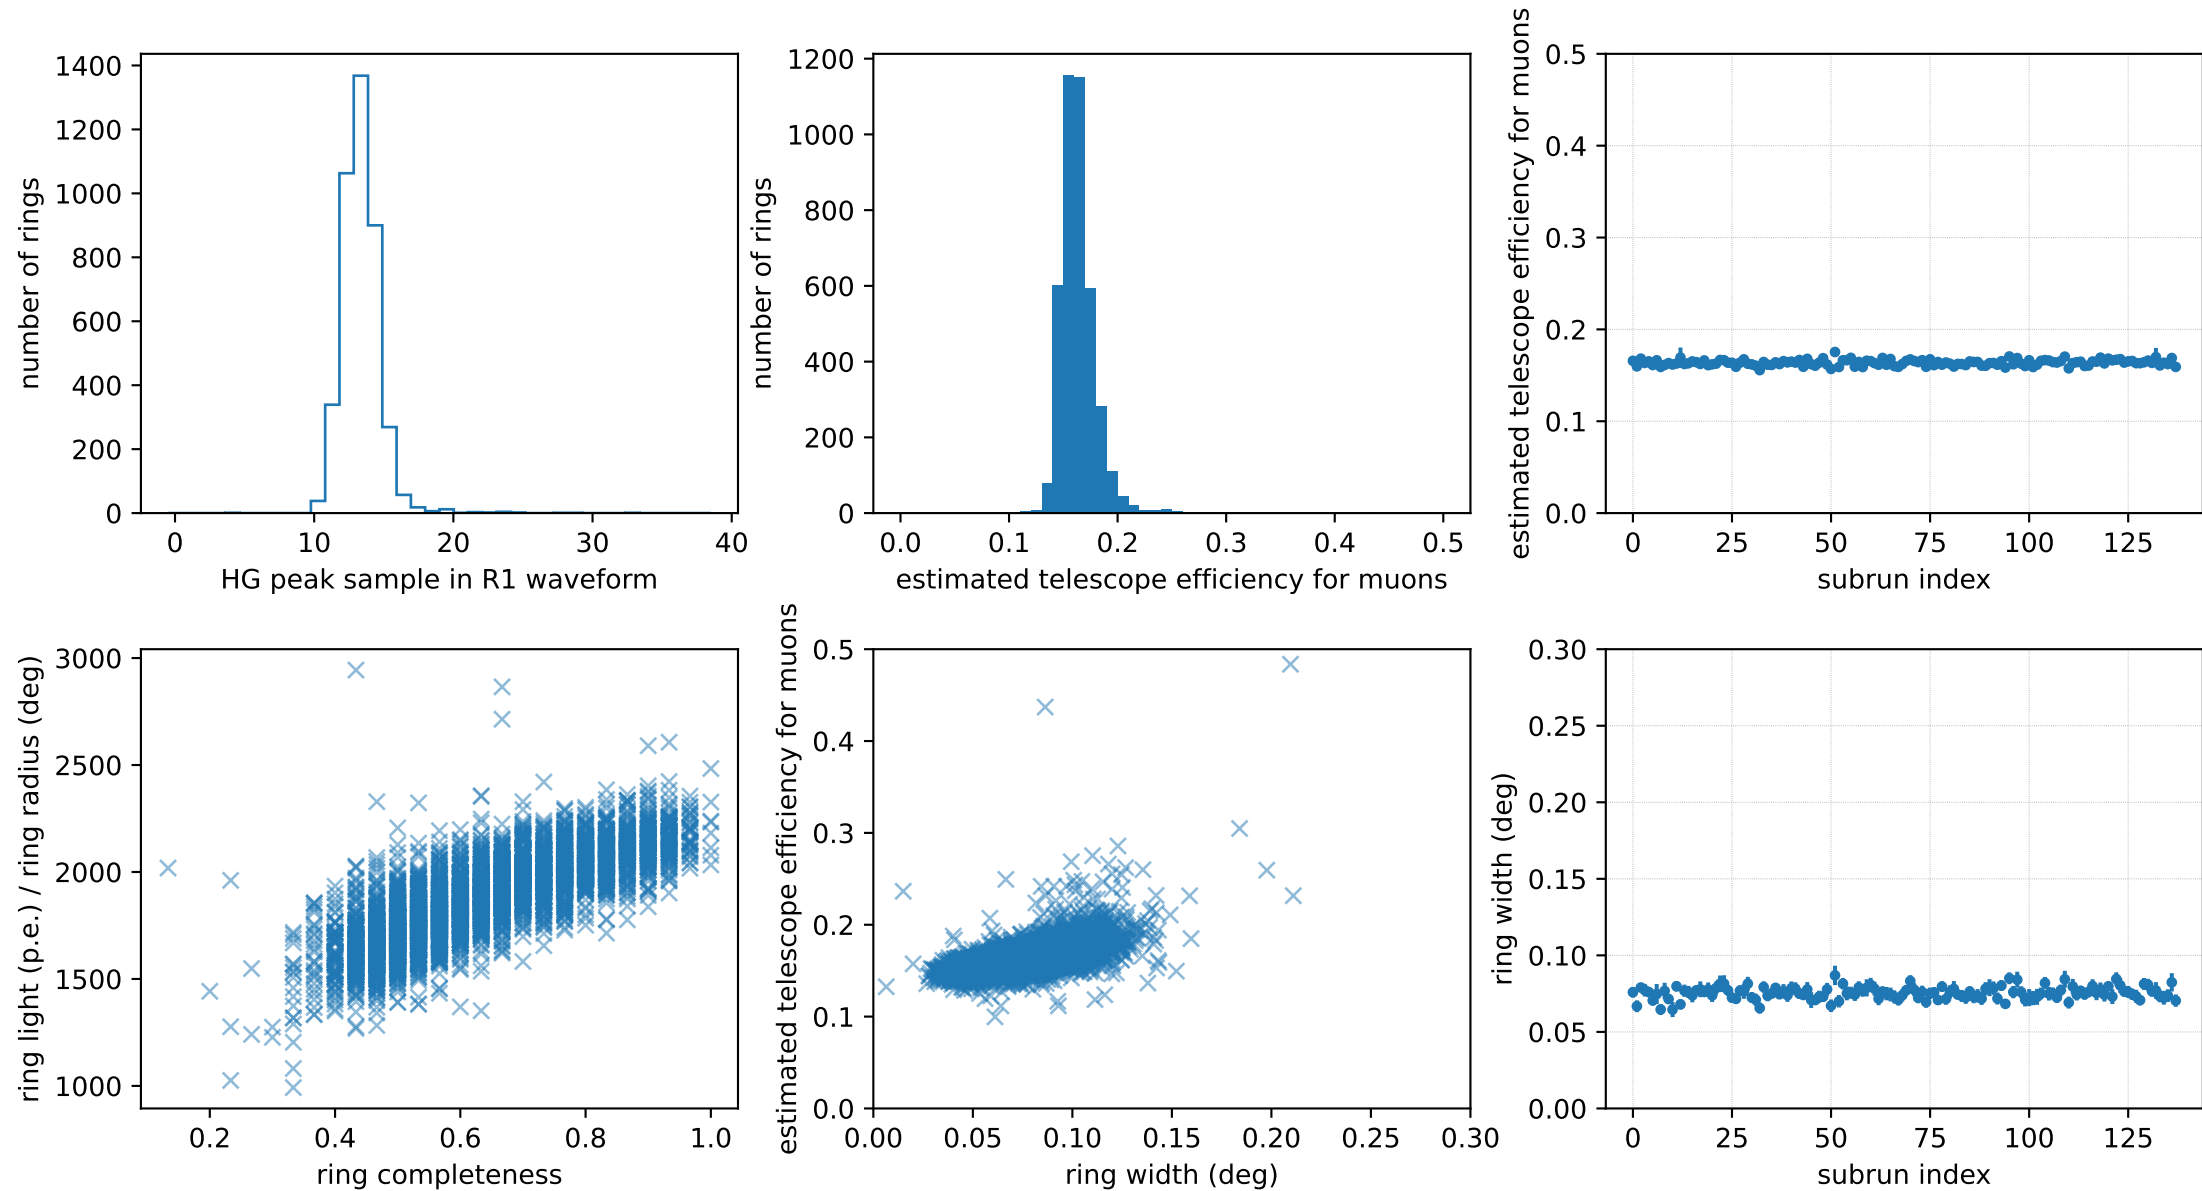 number of rings
1400
1200
1000
800
600
400
200
0
0 10 20 30 40
HG peak sample in R1 waveform
number of rings
1200
1000
800
600
400
200
0
0.0 0.1 0.2 0.3 0.4 0.5
estimated telescope efficiency for muons
estimated telescope efficiency for muons
0.5
0.4
0.3
0.2
0.1
0.0
0 25 50 75 100 125
subrun index
ring light (p.e.) / ring radius (deg)
3000
2500
2000
1500
1000
0.2 0.4 0.6 0.8 1.0
ring completeness
estimated telescope efficiency for muons
0.5
0.4
0.3
0.2
0.1
0.0
0.00 0.05 0.10 0.15 0.20 0.25 0.30
ring width (deg)
ring width (deg)
0.30
0.25
0.20
0.15
0.10
0.05
0.00
0 25 50 75 100 125
subrun index